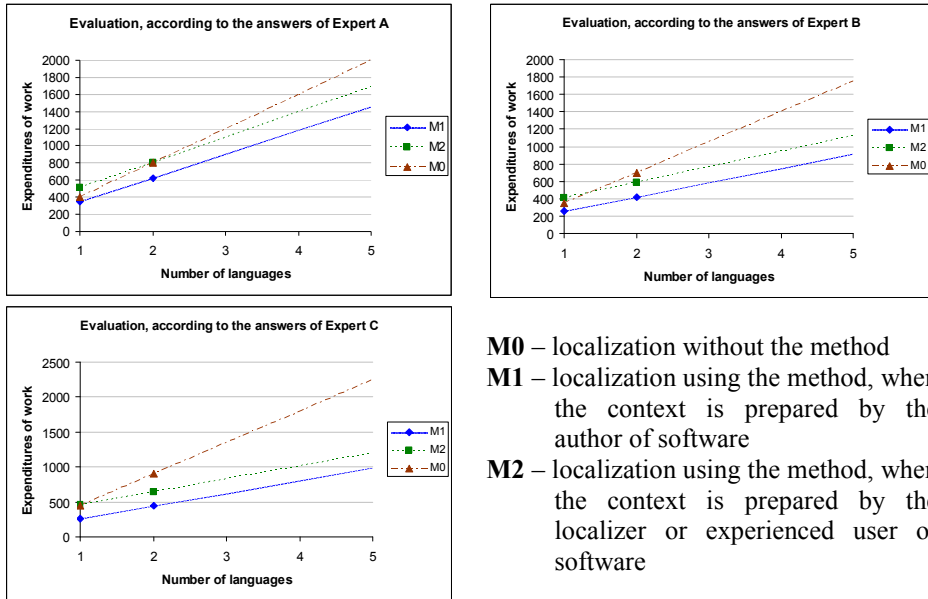 Evaluation, according to the answers of Expert A
2000
1800
1600
1400
1200
1000
800
600
400
200
0
Expenditures of work
1 2 3 4 5
Number of languages
M1
M2
M0
Evaluation, according to the answers of Expert B
2000
1800
1600
1400
1200
1000
800
600
400
200
0
Expenditures of work
1 2 3 4 5
Number of languages
M1
M2
M0
Evaluation, according to the answers of Expert C
2500
2000
1500
1000
500
0
Expenditures of work
1 2 3 4 5
Number of languages
M1
M2
M0
M0 – localization without the method
M1 – localization using the method, when
the context is prepared by the
author of software
M2 – localization using the method, when
the context is prepared by the
localizer or experienced user of
software